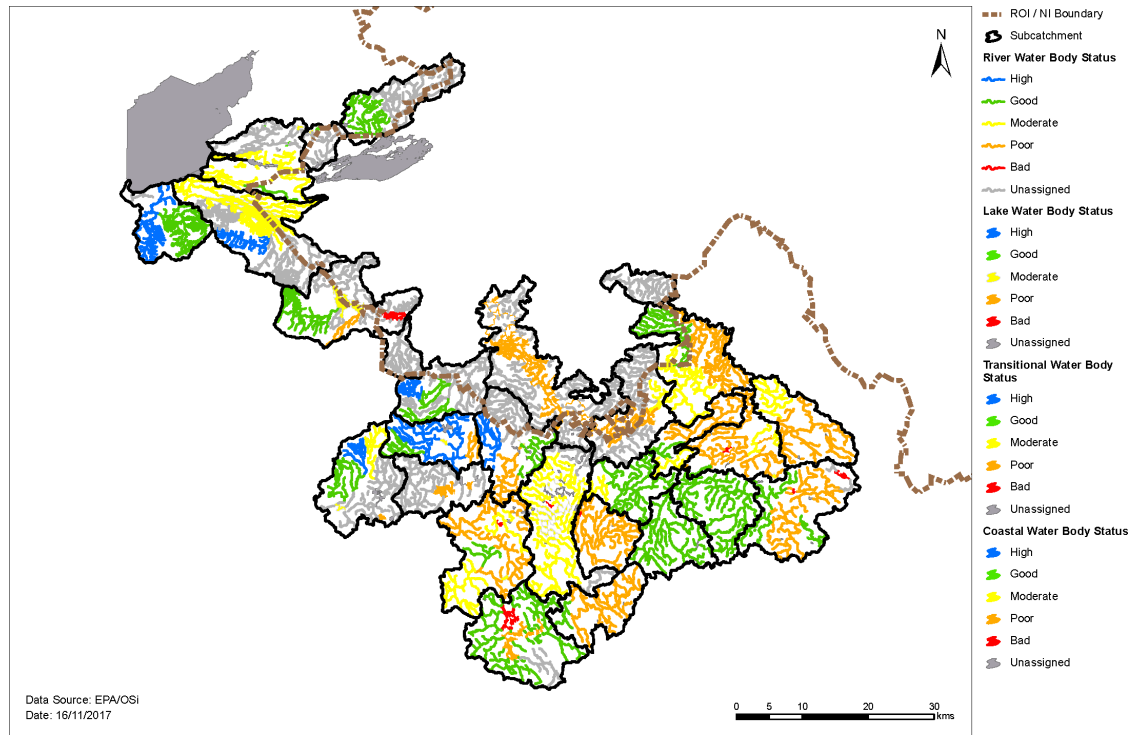 N
Data Source: EPA/OSi
Date: 16/11/2017
0 5 10 20 30
kms
ROI / NI Boundary
Subcatchment
River Water Body Status
High
Good
Moderate
Poor
Bad
Unassigned
Lake Water Body Status
High
Good
Moderate
Poor
Bad
Unassigned
Transitional Water Body
Status
High
Good
Moderate
Poor
Bad
Unassigned
Coastal Water Body Status
High
Good
Moderate
Poor
Bad
Unassigned